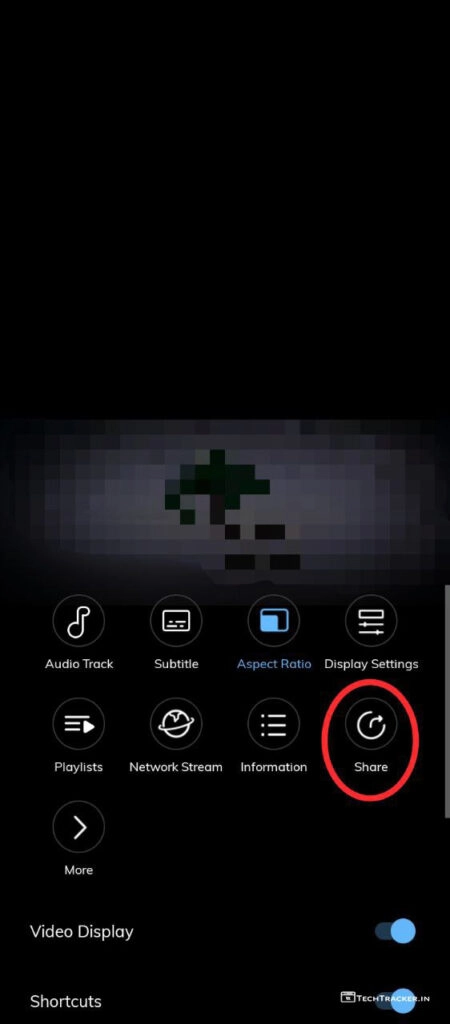 Audio Track Subtitle Aspect Ratio Display Settings
Playlists Network Stream Information Share
More
Video Display
Shortcuts
TECHTRACKER.IN